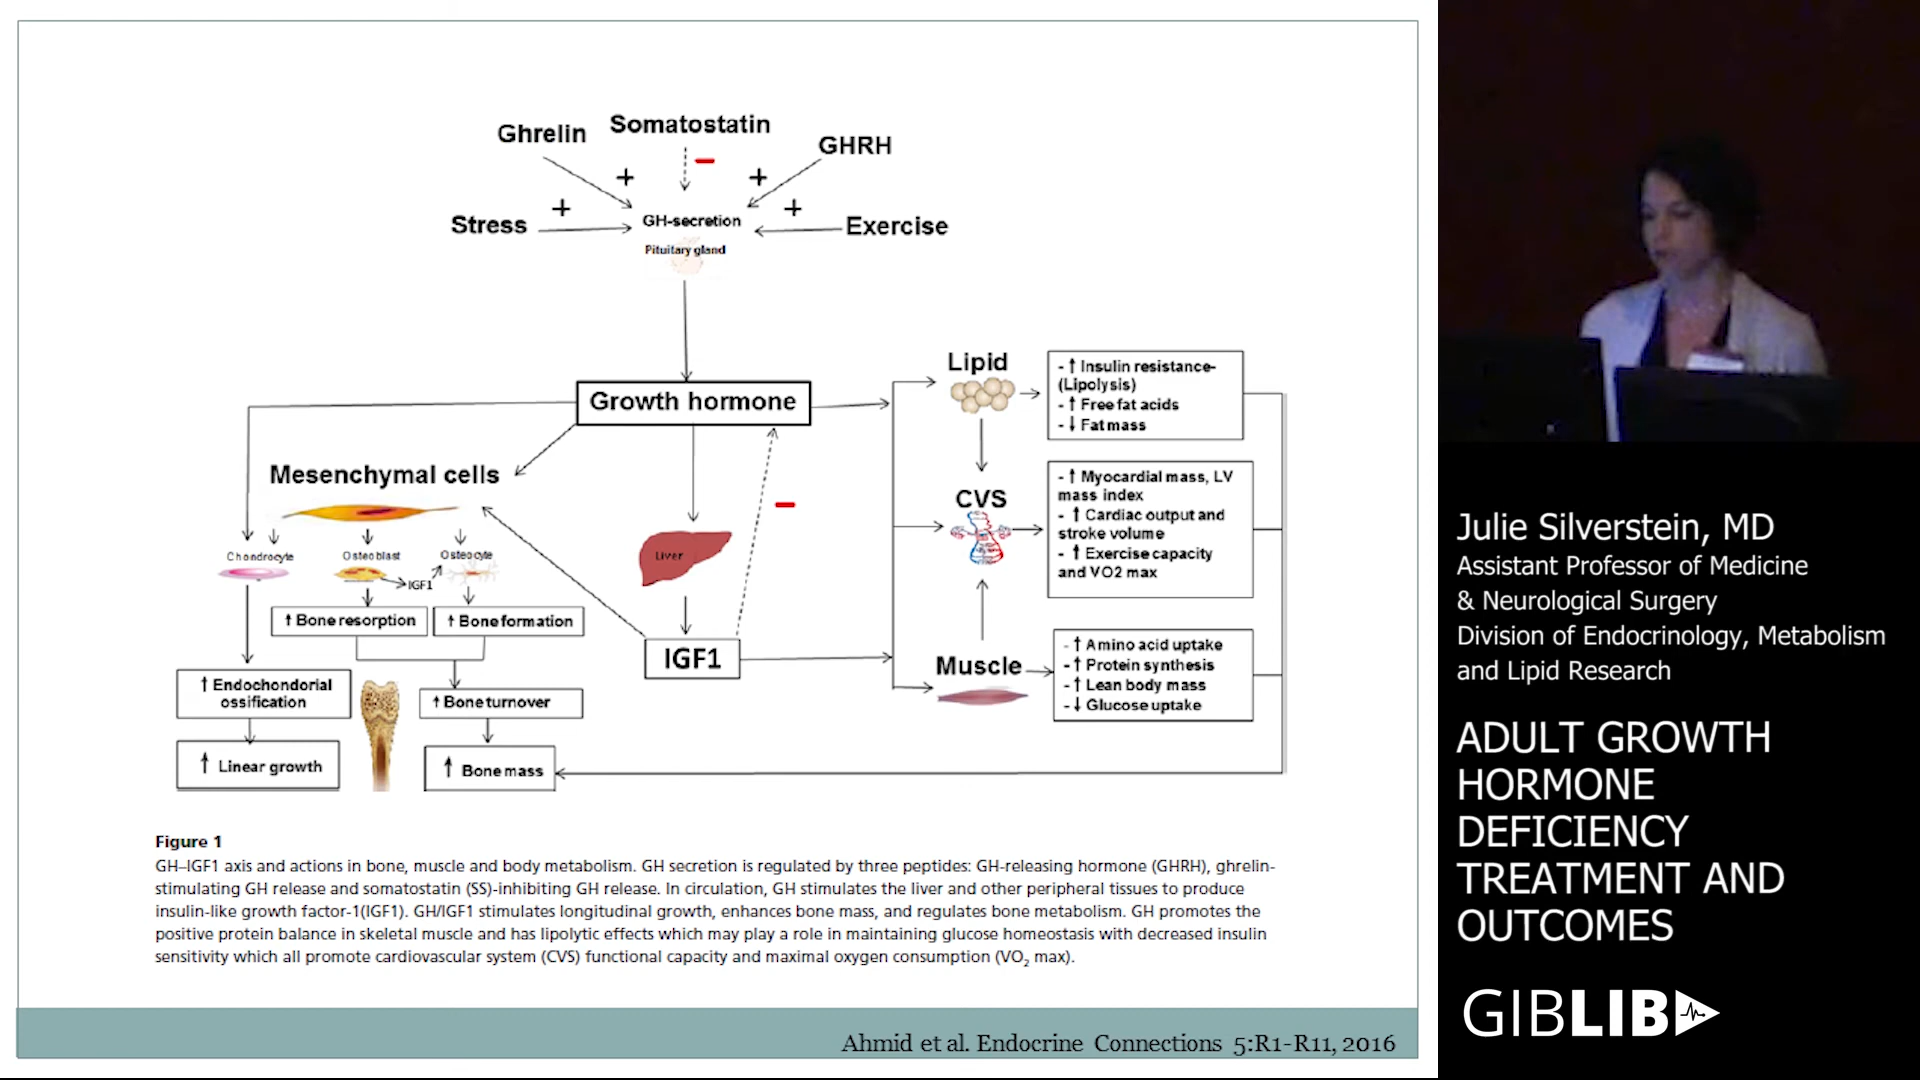 Ghrelin
Somatostatin
GHRH
−
+
+
Stress
+
GH-secretion
+
Exercise
Pituitary gland
Growth hormone
Lipid
- ↑ Insulin resistance-
(Lipolysis)
- ↑ Free fat acids
- ↓ Fat mass
Mesenchymal cells
−
CVS
- ↑ Myocardial mass, LV
mass index
- ↑ Cardiac output and
stroke volume
- ↑ Exercise capacity
and VO2 max
Chondrocyte
Osteoblast
Osteocyte
Liver
IGF1
↑ Bone resorption
↑ Bone formation
IGF1
Muscle
- ↑ Amino acid uptake
- ↑ Protein synthesis
- ↑ Lean body mass
- ↓ Glucose uptake
↑ Endochondorial
ossification
↑ Bone turnover
↑ Linear growth
↑ Bone mass
Figure 1
GH–IGF1 axis and actions in bone, muscle and body metabolism. GH secretion is regulated by three peptides: GH-releasing hormone (GHRH), ghrelin-
stimulating GH release and somatostatin (SS)-inhibiting GH release. In circulation, GH stimulates the liver and other peripheral tissues to produce
insulin-like growth factor-1(IGF1). GH/IGF1 stimulates longitudinal growth, enhances bone mass, and regulates bone metabolism. GH promotes the
positive protein balance in skeletal muscle and has lipolytic effects which may play a role in maintaining glucose homeostasis with decreased insulin
sensitivity which all promote cardiovascular system (CVS) functional capacity and maximal oxygen consumption (VO₂ max).
Ahmid et al. Endocrine Connections 5:R1-R11, 2016
Julie Silverstein, MD
Assistant Professor of Medicine
& Neurological Surgery
Division of Endocrinology, Metabolism
and Lipid Research
ADULT GROWTH
HORMONE
DEFICIENCY
TREATMENT AND
OUTCOMES
GIBLIB